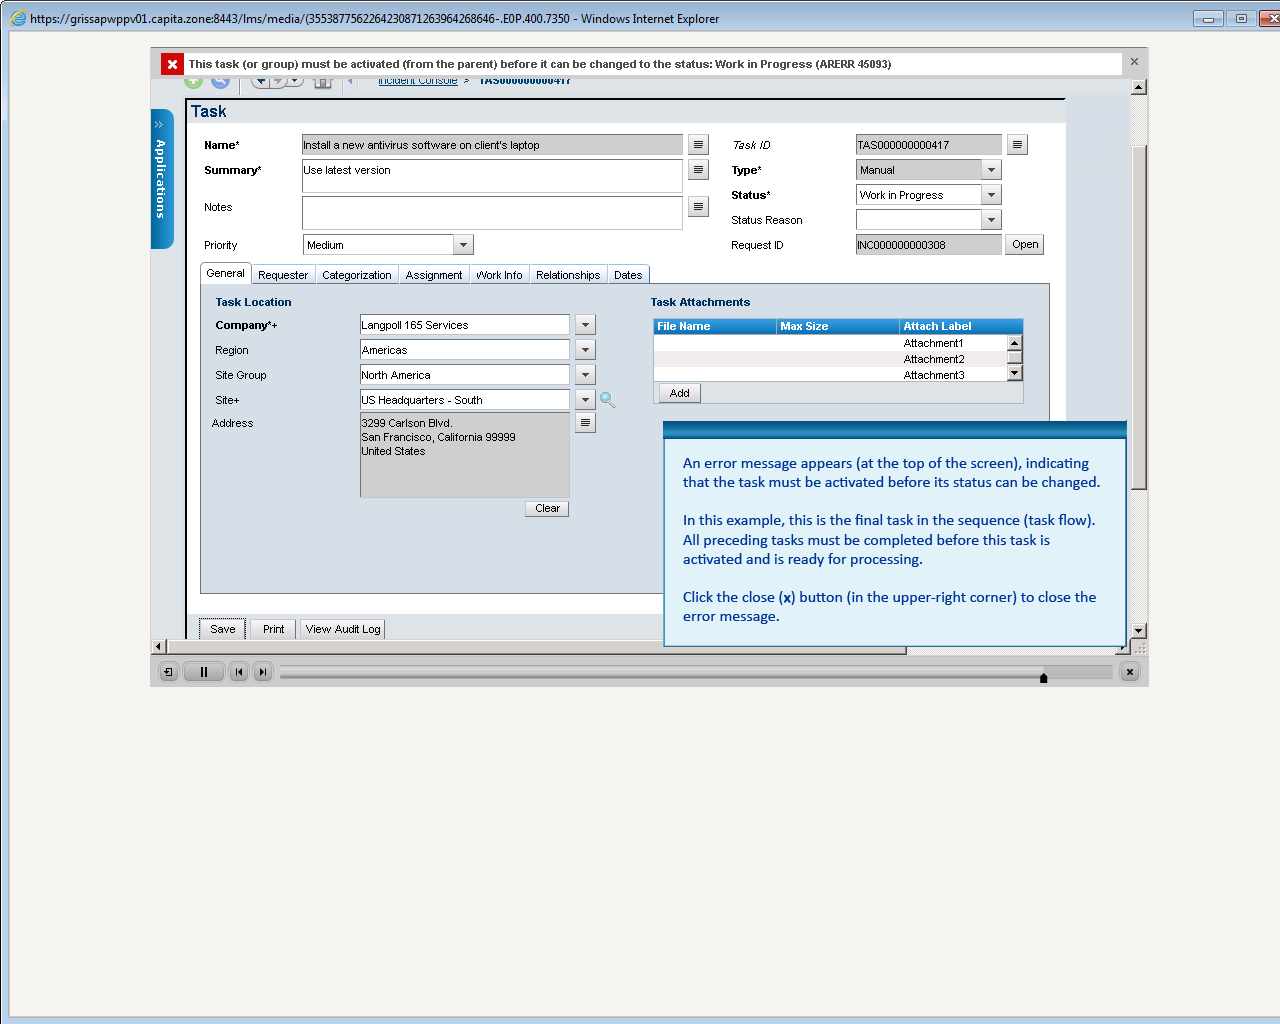 https://grissapwppv01.capita.zone:8443/lms/media/(3553877562264230871263964268646-.E0P.400.7350 - Windows Internet Explorer
This task (or group) must be activated (from the parent) before it can be changed to the status: Work in Progress (ARERR 45093)
Incident Console > TAS000000000417
Applications
Task
Name* Install a new antivirus software on client's laptop
Task ID TAS000000000417
Summary* Use latest version
Type* Manual
Status* Work in Progress
Notes
Status Reason
Priority Medium
Request ID INC000000000308 Open
General Requester Categorization Assignment Work Info Relationships Dates
Task Location
Company*+ Langpoll 165 Services
Region Americas
Site Group North America
Site+ US Headquarters - South
Address 3299 Carlson Blvd.
San Francisco, California 99999
United States
Clear
Task Attachments
File Name Max Size Attach Label
Attachment1
Attachment2
Attachment3
Add
An error message appears (at the top of the screen), indicating
that the task must be activated before its status can be changed.
In this example, this is the final task in the sequence (task flow).
All preceding tasks must be completed before this task is
activated and is ready for processing.
Click the close (x) button (in the upper-right corner) to close the
error message.
Save Print View Audit Log